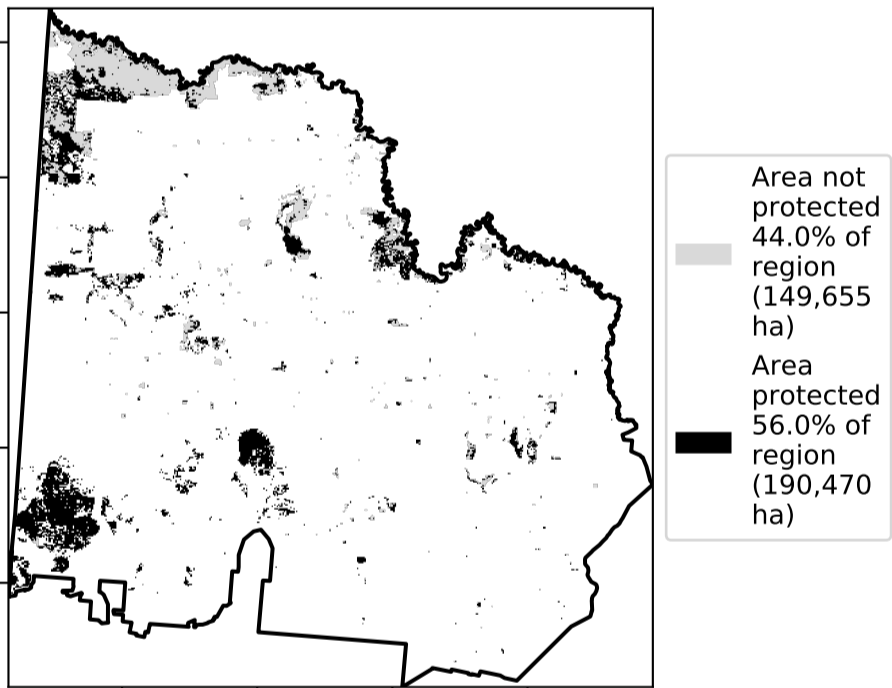 Area not
protected
44.0% of
region
(149,655
ha)
Area
protected
56.0% of
region
(190,470
ha)